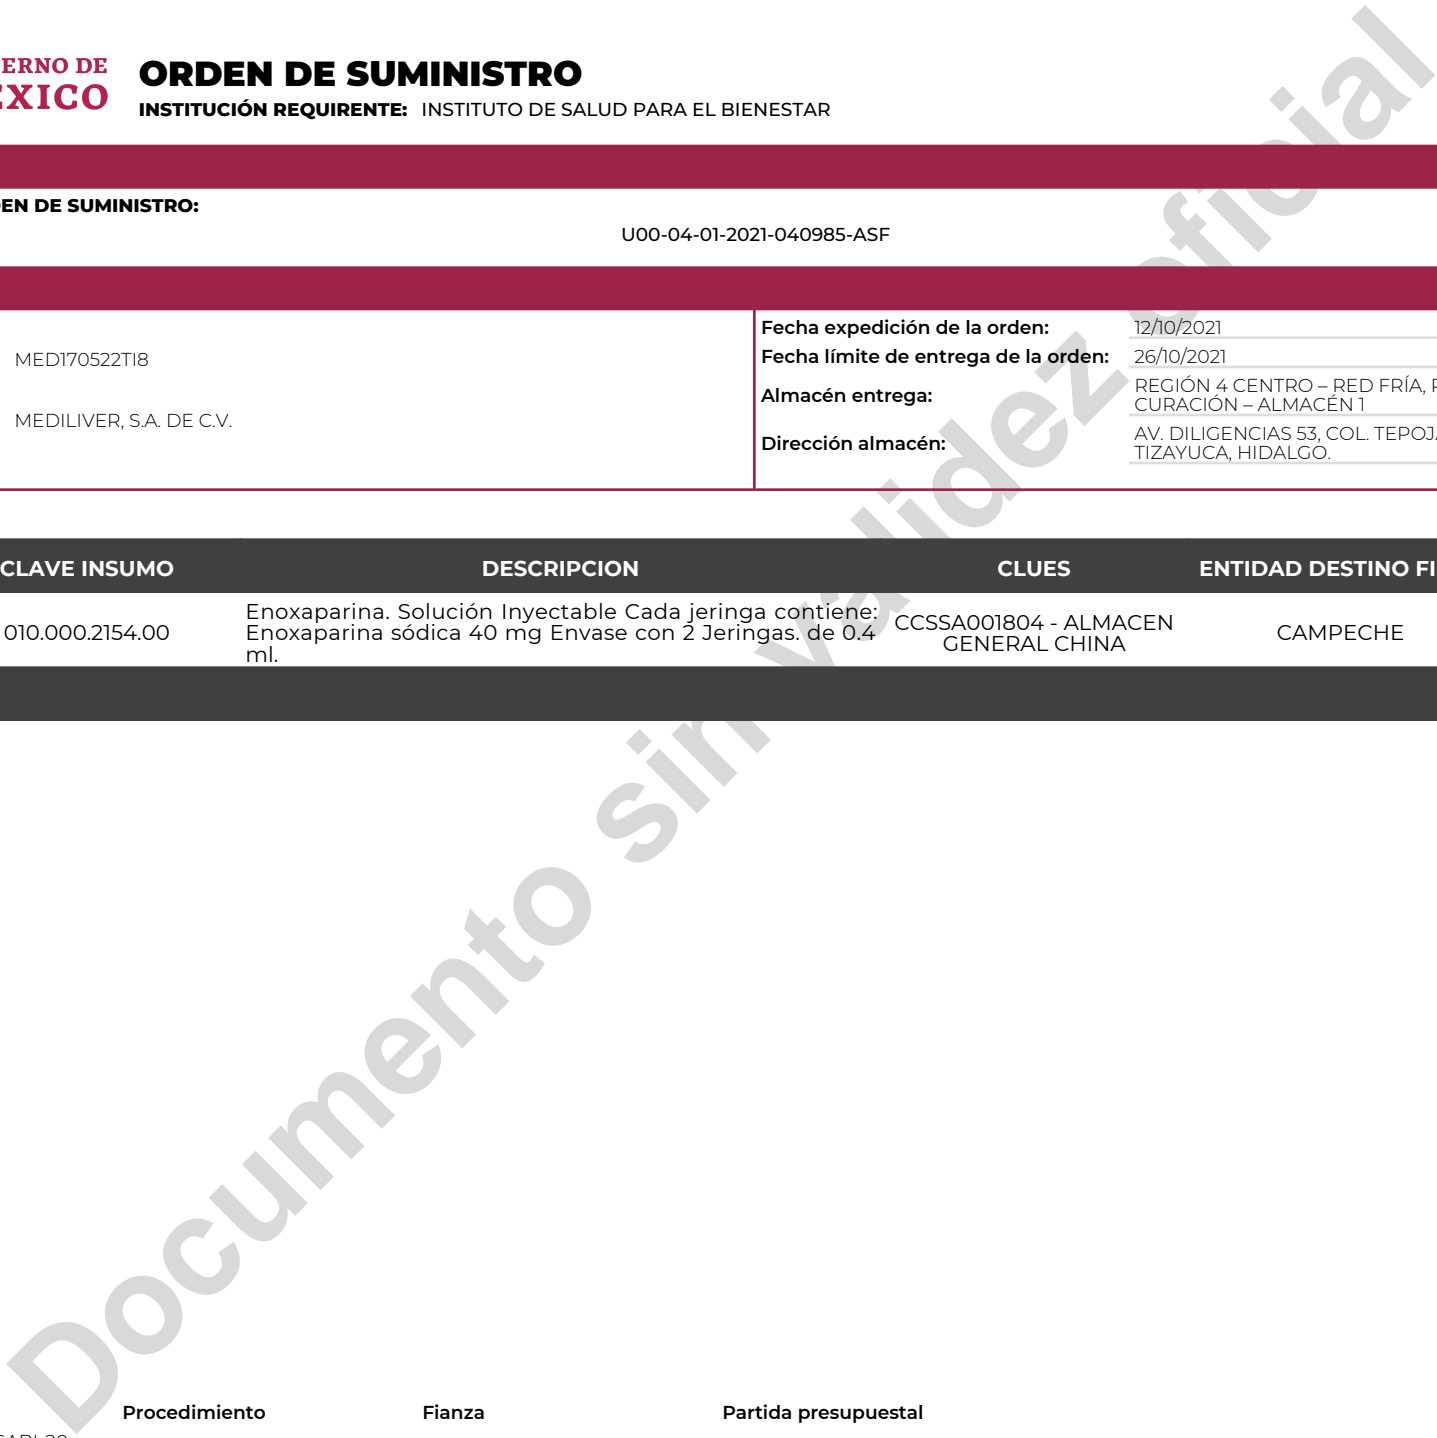 ERNO DE
ÉXICO
ORDEN DE SUMINISTRO
INSTITUCIÓN REQUIRENTE: INSTITUTO DE SALUD PARA EL BIENESTAR
EN DE SUMINISTRO:
U00-04-01-2021-040985-ASF
MED170522TI8
MEDILIVER, S.A. DE C.V.
Fecha expedición de la orden: 12/10/2021
Fecha límite de entrega de la orden: 26/10/2021
Almacén entrega: REGIÓN 4 CENTRO – RED FRÍA,
CURACIÓN – ALMACÉN 1
Dirección almacén: AV. DILIGENCIAS 53, COL. TEPOJ
TIZAYUCA, HIDALGO.
CLAVE INSUMO DESCRIPCION CLUES ENTIDAD DESTINO FI
010.000.2154.00
Enoxaparina. Solución Inyectable Cada jeringa contiene:
Enoxaparina sódica 40 mg Envase con 2 Jeringas. de 0.4
ml.
CCSSA001804 - ALMACEN
GENERAL CHINA
CAMPECHE
Documento sin validez oficial
Procedimiento Fianza Partida presupuestal